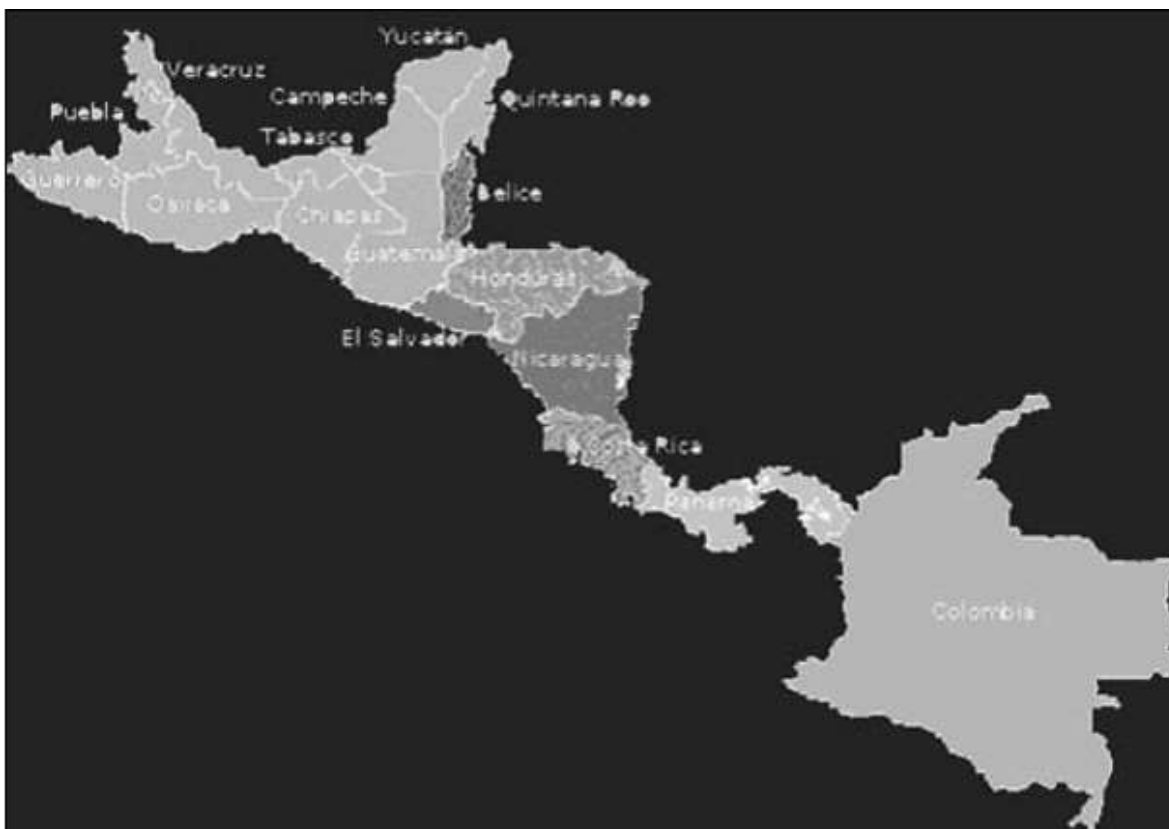 Yucatán
Veracruz
Campeche
Quintana Roo
Puebla
Tabasco
Guerrero
Belice
Oaxaca
Chiapas
Guatemala
Honduras
El Salvador
Nicaragua
Costa Rica
Panamá
Colombia